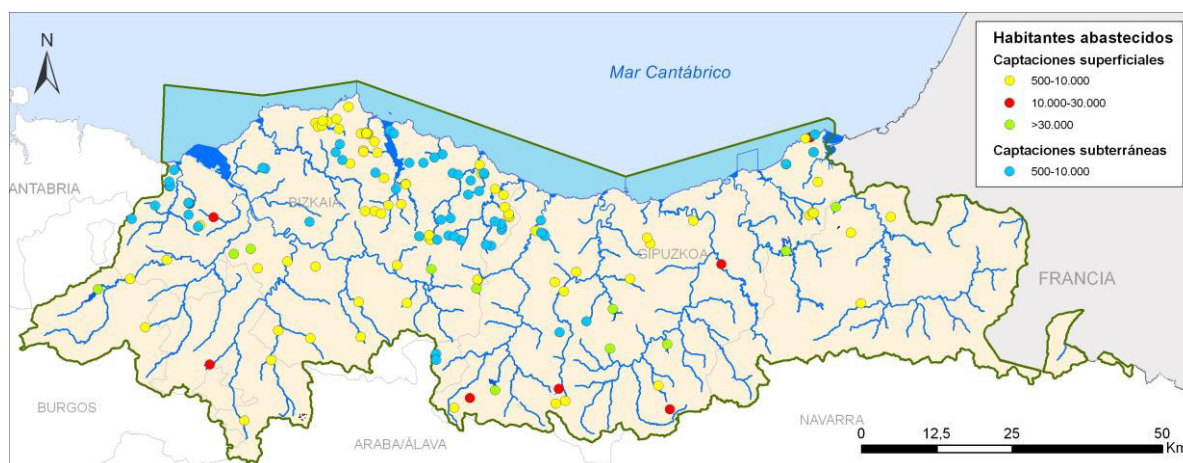 N
Mar Cantábrico
Habitantes abastecidos
Captaciones superficiales
500-10.000
10.000-30.000
>30.000
Captaciones subterráneas
500-10.000
ANTABRIA
BIZKAIA
GIPUZKOA
FRANCIA
BURGOS
ARABA/ÁLAVA
NAVARRA
0 12,5 25 50
Km